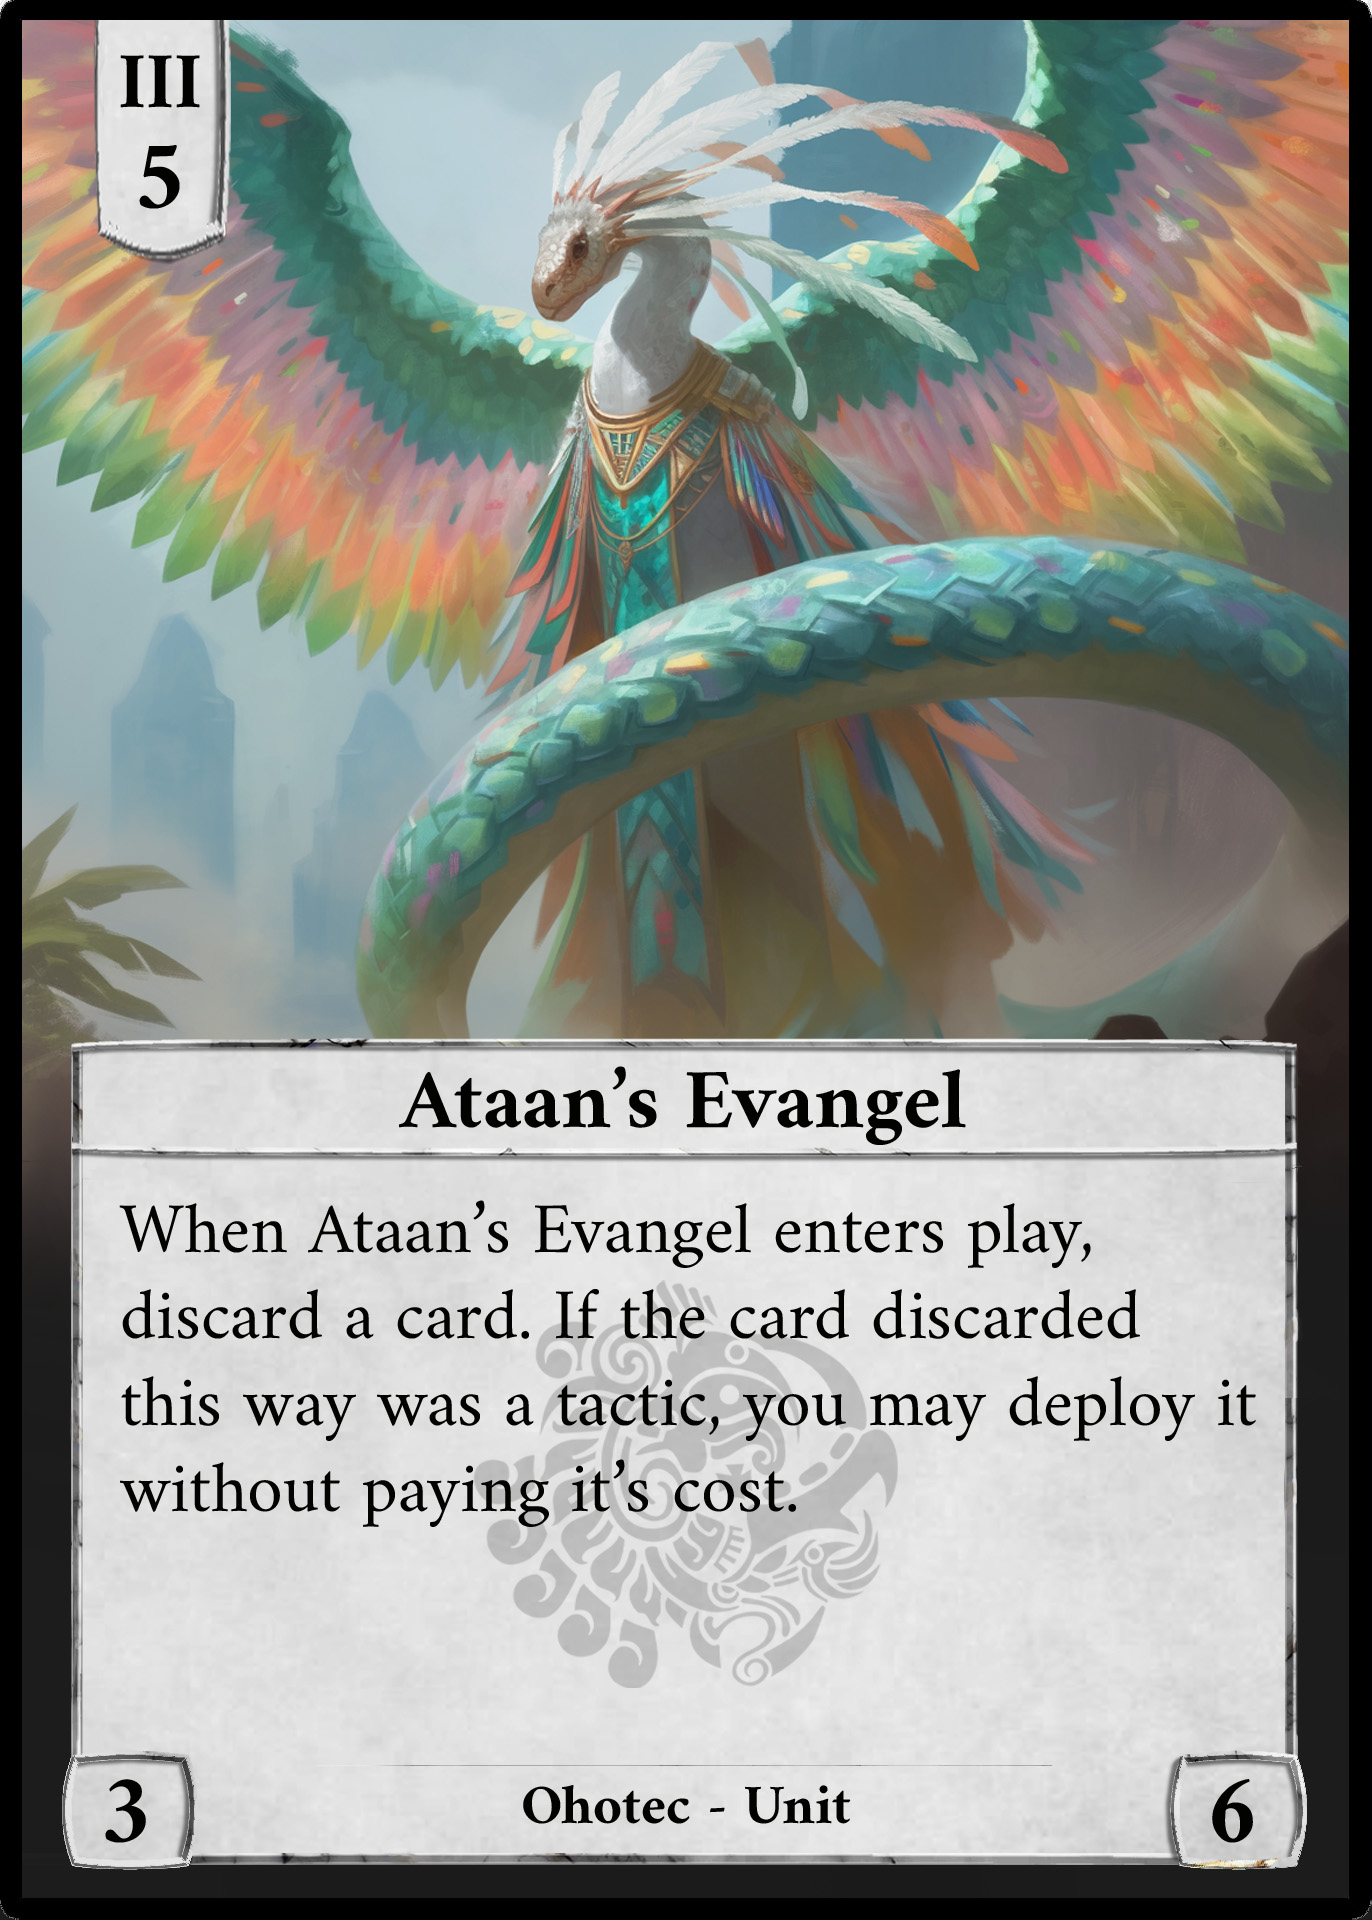 III
5
Ataan’s Evangel
When Ataan’s Evangel enters play,
discard a card. If the card discarded
this way was a tactic, you may deploy it
without paying it’s cost.
3
Ohotec - Unit
6